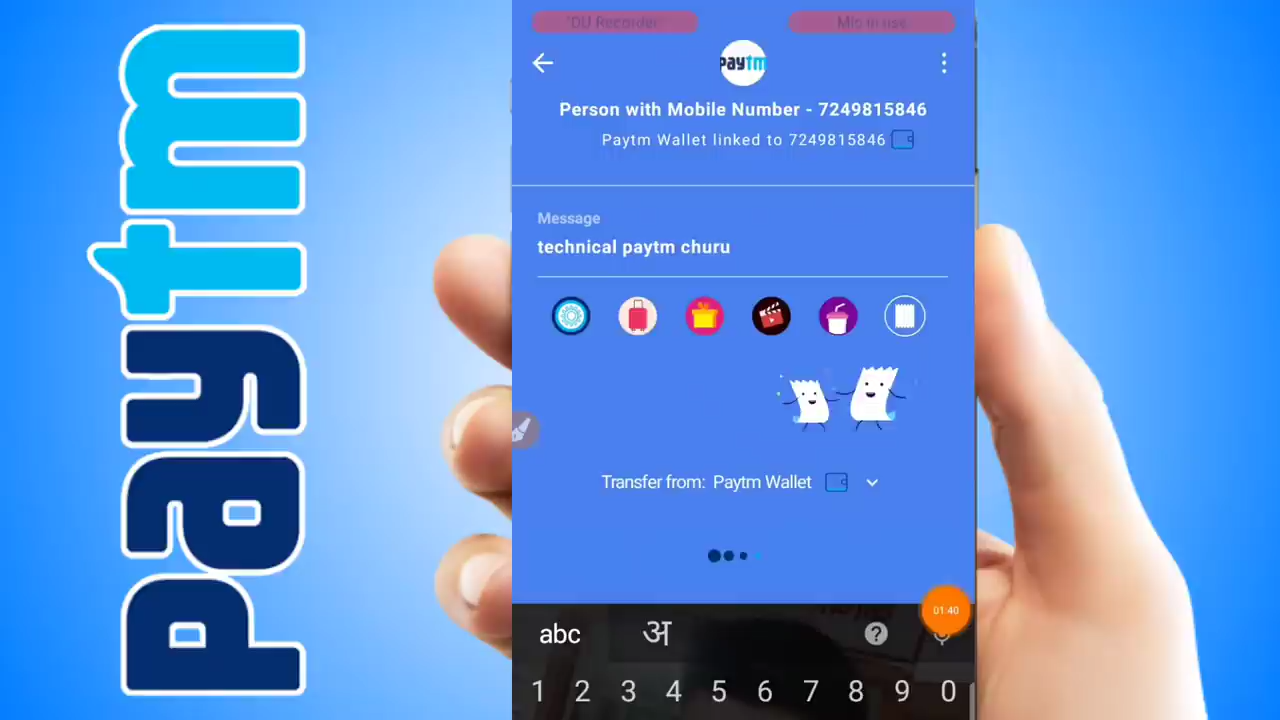 Paytm
"DU Recorder"
Mic in use
paytm
Person with Mobile Number - 7249815846
Paytm Wallet linked to 7249815846
Message
technical paytm churu
Transfer from: Paytm Wallet
01:40
abc
अ
?
1 2 3 4 5 6 7 8 9 0